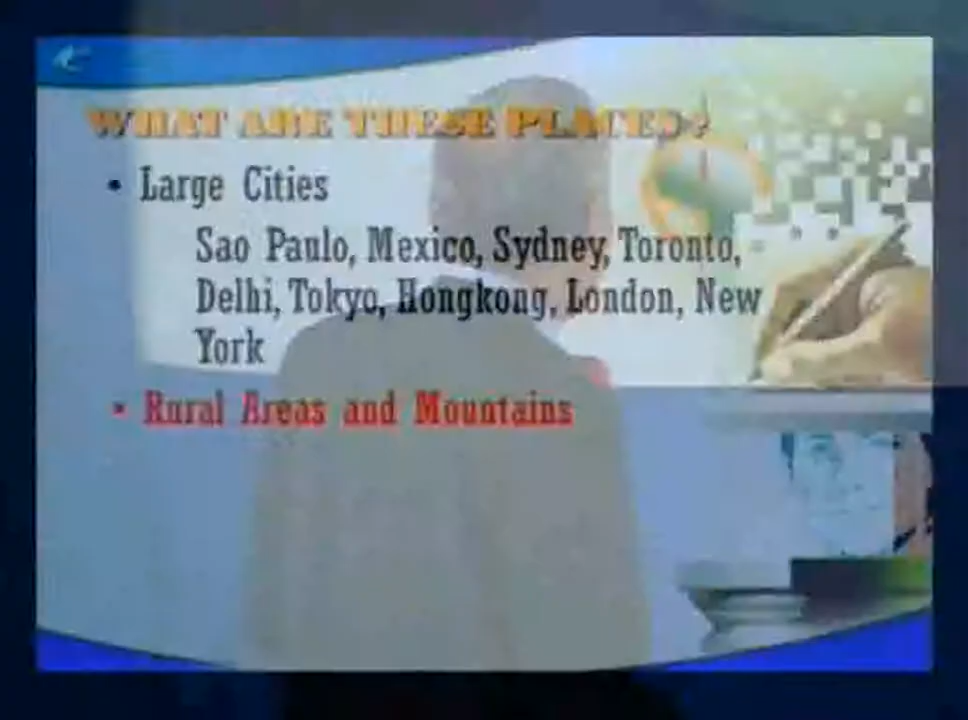 WHAT ARE THESE PLACES?
• Large Cities
Sao Paulo, Mexico, Sydney, Toronto,
Delhi, Tokyo, Hongkong, London, New
York
• Rural Areas and Mountains